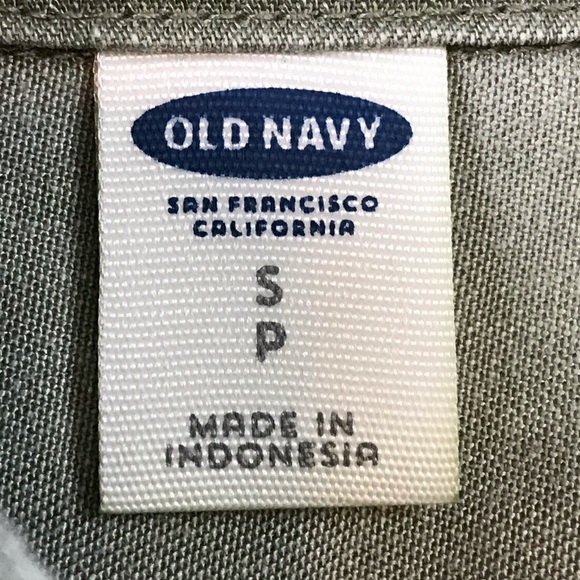 OLD NAVY
SAN FRANCISCO
CALIFORNIA
S
P
MADE IN
INDONESIA